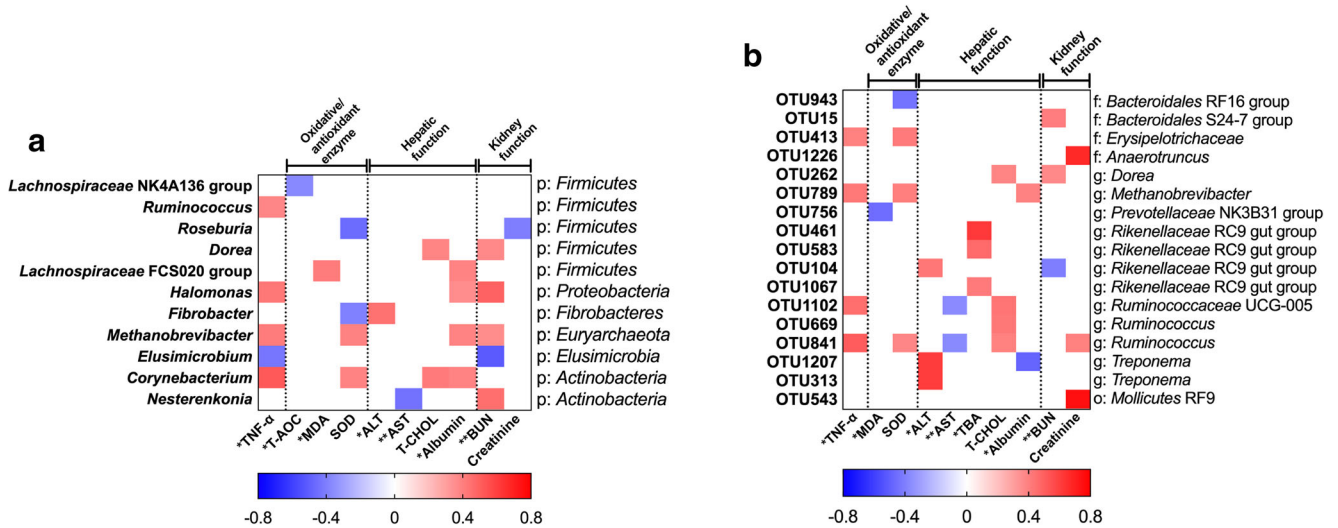 a
Oxidative/
antioxidant
enzyme
Hepatic
function
Kidney
function
Lachnospiraceae NK4A136 group p: Firmicutes
Ruminococcus p: Firmicutes
Roseburia p: Firmicutes
Dorea p: Firmicutes
Lachnospiraceae FCS020 group p: Firmicutes
Halomonas p: Proteobacteria
Fibrobacter p: Fibrobacteres
Methanobrevibacter p: Euryarchaeota
Elusimicrobium p: Elusimicrobia
Corynebacterium p: Actinobacteria
Nesterenkonia p: Actinobacteria
*TNF-α *T-AOC *MDA SOD *ALT **AST T-CHOL *Albumin **BUN Creatinine
-0.8 -0.4 0 0.4 0.8
b
Oxidative/
antioxidant
enzyme
Hepatic
function
Kidney
function
OTU943 f: Bacteroidales RF16 group
OTU15 f: Bacteroidales S24-7 group
OTU413 f: Erysipelotrichaceae
OTU1226 f: Anaerotruncus
OTU262 g: Dorea
OTU789 g: Methanobrevibacter
OTU756 g: Prevotellaceae NK3B31 group
OTU461 g: Rikenellaceae RC9 gut group
OTU583 g: Rikenellaceae RC9 gut group
OTU104 g: Rikenellaceae RC9 gut group
OTU1067 g: Rikenellaceae RC9 gut group
OTU1102 g: Ruminococcaceae UCG-005
OTU669 g: Ruminococcus
OTU841 g: Ruminococcus
OTU1207 g: Treponema
OTU313 g: Treponema
OTU543 o: Mollicutes RF9
*TNF-α *MDA SOD *ALT **AST *TBA T-CHOL *Albumin **BUN Creatinine
-0.8 -0.4 0 0.4 0.8